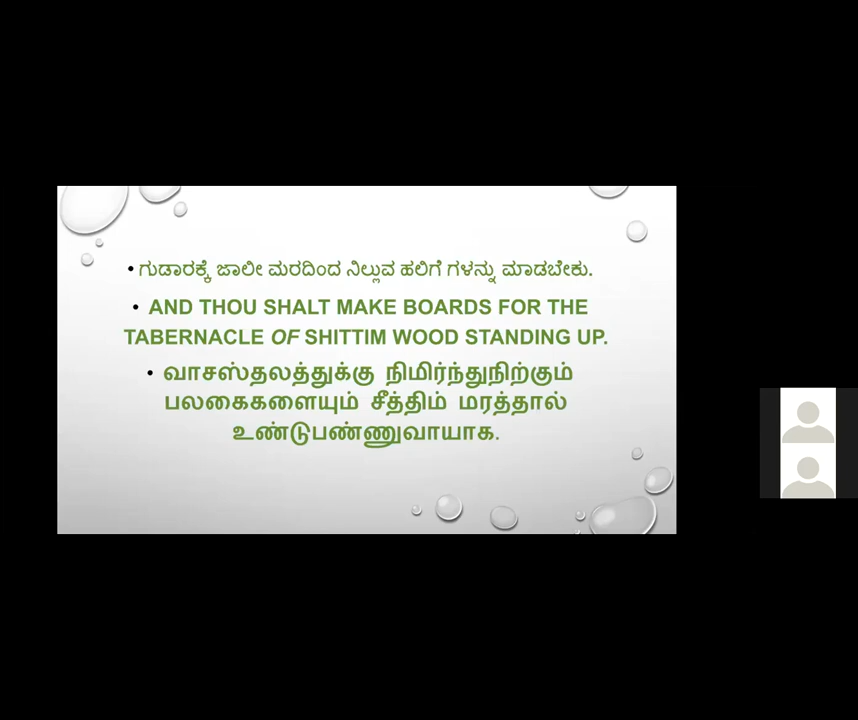 • ಗುಡಾರಕ್ಕೆ ಜಾಲೀ ಮರದಿಂದ ನಿಲ್ಲುವ ಹಲಿಗೆ ಗಳನ್ನು ಮಾಡಬೇಕು.
• AND THOU SHALT MAKE BOARDS FOR THE
TABERNACLE OF SHITTIM WOOD STANDING UP.
• வாசஸ்தலத்துக்கு நிமிர்ந்துநிற்கும்
பலகைகளையும் சீத்திம் மரத்தால்
உண்டுபண்ணுவாயாக.